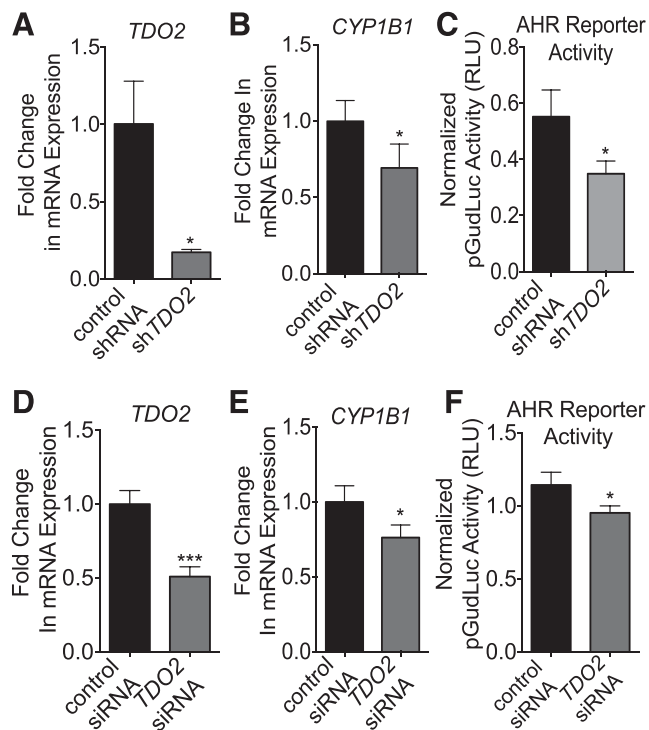 A
TDO2
Fold Change
in mRNA Expression
1.5
1.0
0.5
0.0
*
control
shRNA
shTDO2
B
CYP1B1
Fold Change In
mRNA Expression
1.5
1.0
0.5
0.0
*
control
shRNA
shTDO2
C
AHR Reporter
Activity
Normalized
pGudLuc Activity (RLU)
0.8
0.6
0.4
0.2
0.0
*
control
shRNA
shTDO2
D
TDO2
Fold Change
In mRNA Expression
1.5
1.0
0.5
0.0
***
control
siRNA
TDO2
siRNA
E
CYP1B1
Fold Change
In mRNA Expression
1.5
1.0
0.5
0.0
*
control
siRNA
TDO2
siRNA
F
AHR Reporter
Activity
Normalized
pGudLuc Activity (RLU)
1.5
1.0
0.5
0.0
*
control
siRNA
TDO2
siRNA